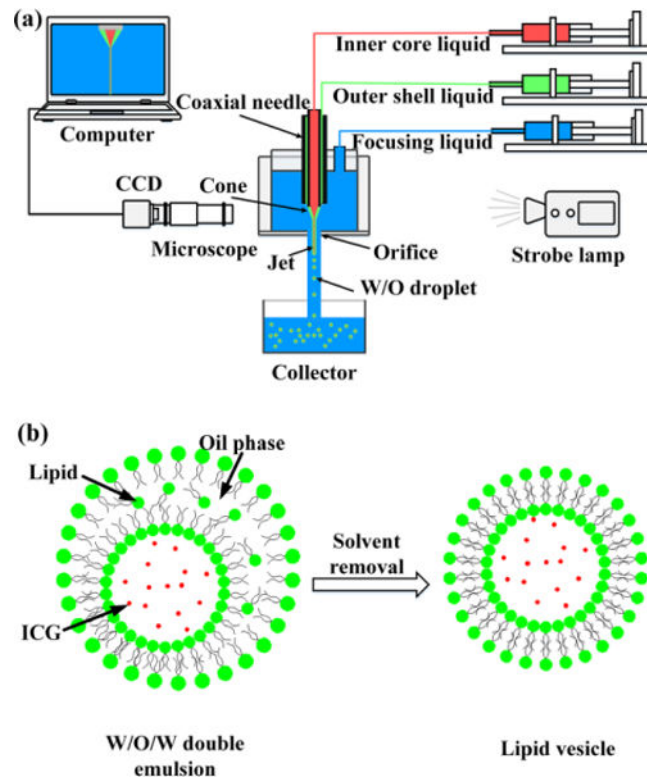 (a)
Inner core liquid
Coaxial needle
Outer shell liquid
Computer
Focusing liquid
CCD
Cone
Microscope
Orifice
Jet
Strobe lamp
W/O droplet
Collector
(b)
Oil phase
Lipid
Solvent
removal
ICG
W/O/W double
emulsion
Lipid vesicle